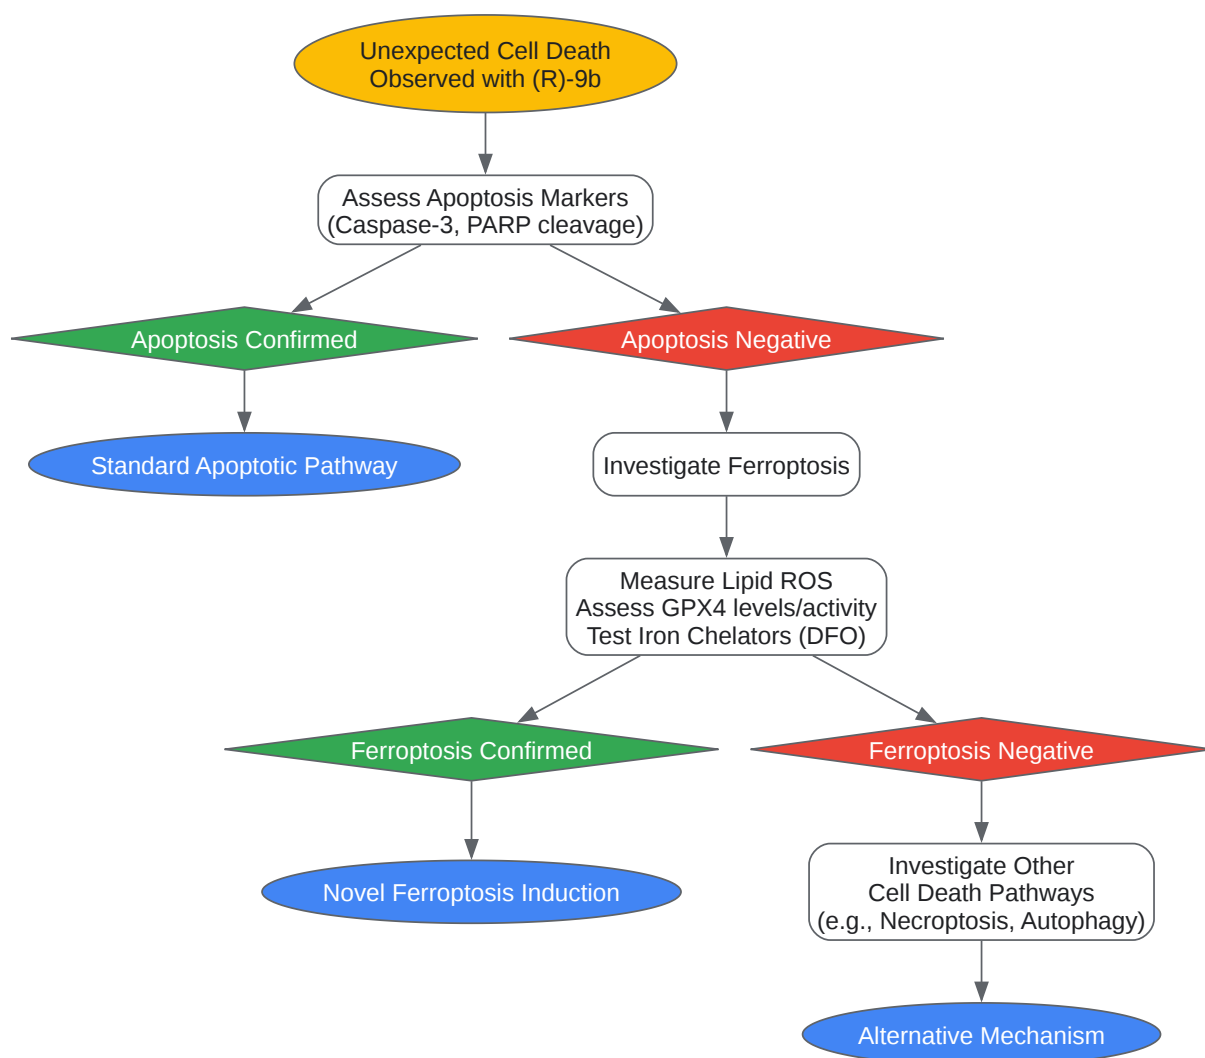 Unexpected Cell Death
Observed with (R)-9b
Assess Apoptosis Markers
(Caspase-3, PARP cleavage)
Apoptosis Confirmed
Apoptosis Negative
Standard Apoptotic Pathway
Investigate Ferroptosis
Measure Lipid ROS
Assess GPX4 levels/activity
Test Iron Chelators (DFO)
Ferroptosis Confirmed
Ferroptosis Negative
Novel Ferroptosis Induction
Investigate Other
Cell Death Pathways
(e.g., Necroptosis, Autophagy)
Alternative Mechanism